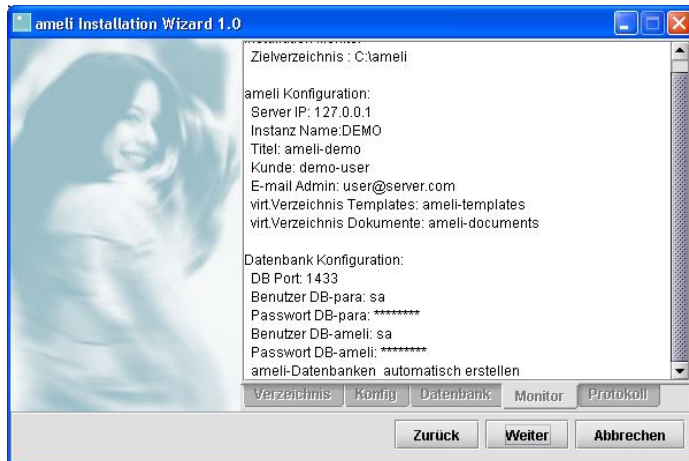 ameli Installation Wizard 1.0
Installation Monitor
Zielverzeichnis : C:\ameli
ameli Konfiguration:
Server IP: 127.0.0.1
Instanz Name:DEMO
Titel: ameli-demo
Kunde: demo-user
E-mail Admin: user@server.com
virt.Verzeichnis Templates: ameli-templates
virt.Verzeichnis Dokumente: ameli-documents
Datenbank Konfiguration:
DB Port: 1433
Benutzer DB-para: sa
Passwort DB-para: ********
Benutzer DB-ameli: sa
Passwort DB-ameli: ********
ameli-Datenbanken automatisch erstellen
Verzeichnis Konfig Datenbank Monitor Protokoll
Zurück Weiter Abbrechen